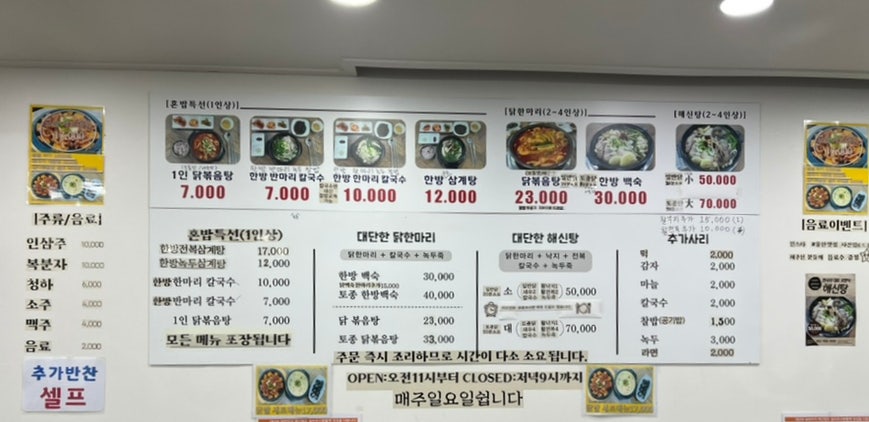 [혼밥특선(1인상)]
[닭한마리(2~4인상)]
[해신탕(2~4인상)]
1인 닭볶음탕
7.000
한방 반마리 칼국수
7.000
한방 한마리 칼국수
10.000
한방 삼계탕
12.000
닭볶음탕
23.000
한방 백숙
30.000
小 50.000
大 70.000
[주류/음료]
인삼주 10,000
복분자 10,000
청하 6,000
소주 4,000
맥주 4,000
음료 2,000
추가반찬
셀프
혼밥특선(1인상)
한방전복삼계탕 17,000
한방녹두삼계탕 12,000
한방 한마리 칼국수 10,000
한방 반마리 칼국수 7,000
1인 닭볶음탕 7,000
모든 메뉴 포장됩니다
대단한 닭한마리
닭한마리 + 칼국수 + 녹두죽
한방 백숙 30,000
토종 한방백숙 40,000
닭 볶음탕 23,000
토종 닭볶음탕 33,000
대단한 해신탕
닭한마리 + 낙지 + 전복
칼국수 + 녹두죽
소 50,000
대 70,000
추가사리
떡 2,000
감자 2,000
마늘 2,000
칼국수 2,000
찰밥(공기밥) 1,500
녹두 3,000
라면 2,000
주문 즉시 조리하므로 시간이 다소 소요됩니다.
OPEN:오전11시부터 CLOSED:저녁9시까지
매주일요일쉽니다
[음료이벤트]
해신탕